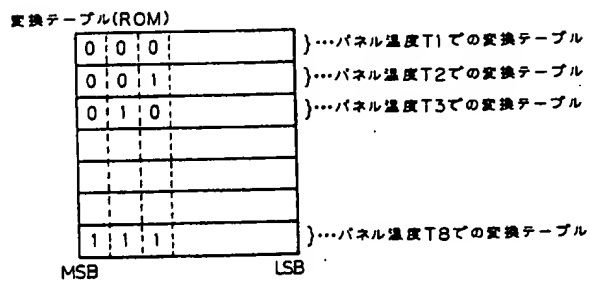 変換テーブル(ROM)
0 0 0 }…パネル温度T1での変換テーブル
0 0 1 }…パネル温度T2での変換テーブル
0 1 0 }…パネル温度T3での変換テーブル
1 1 1 }…パネル温度T8での変換テーブル
MSB LSB